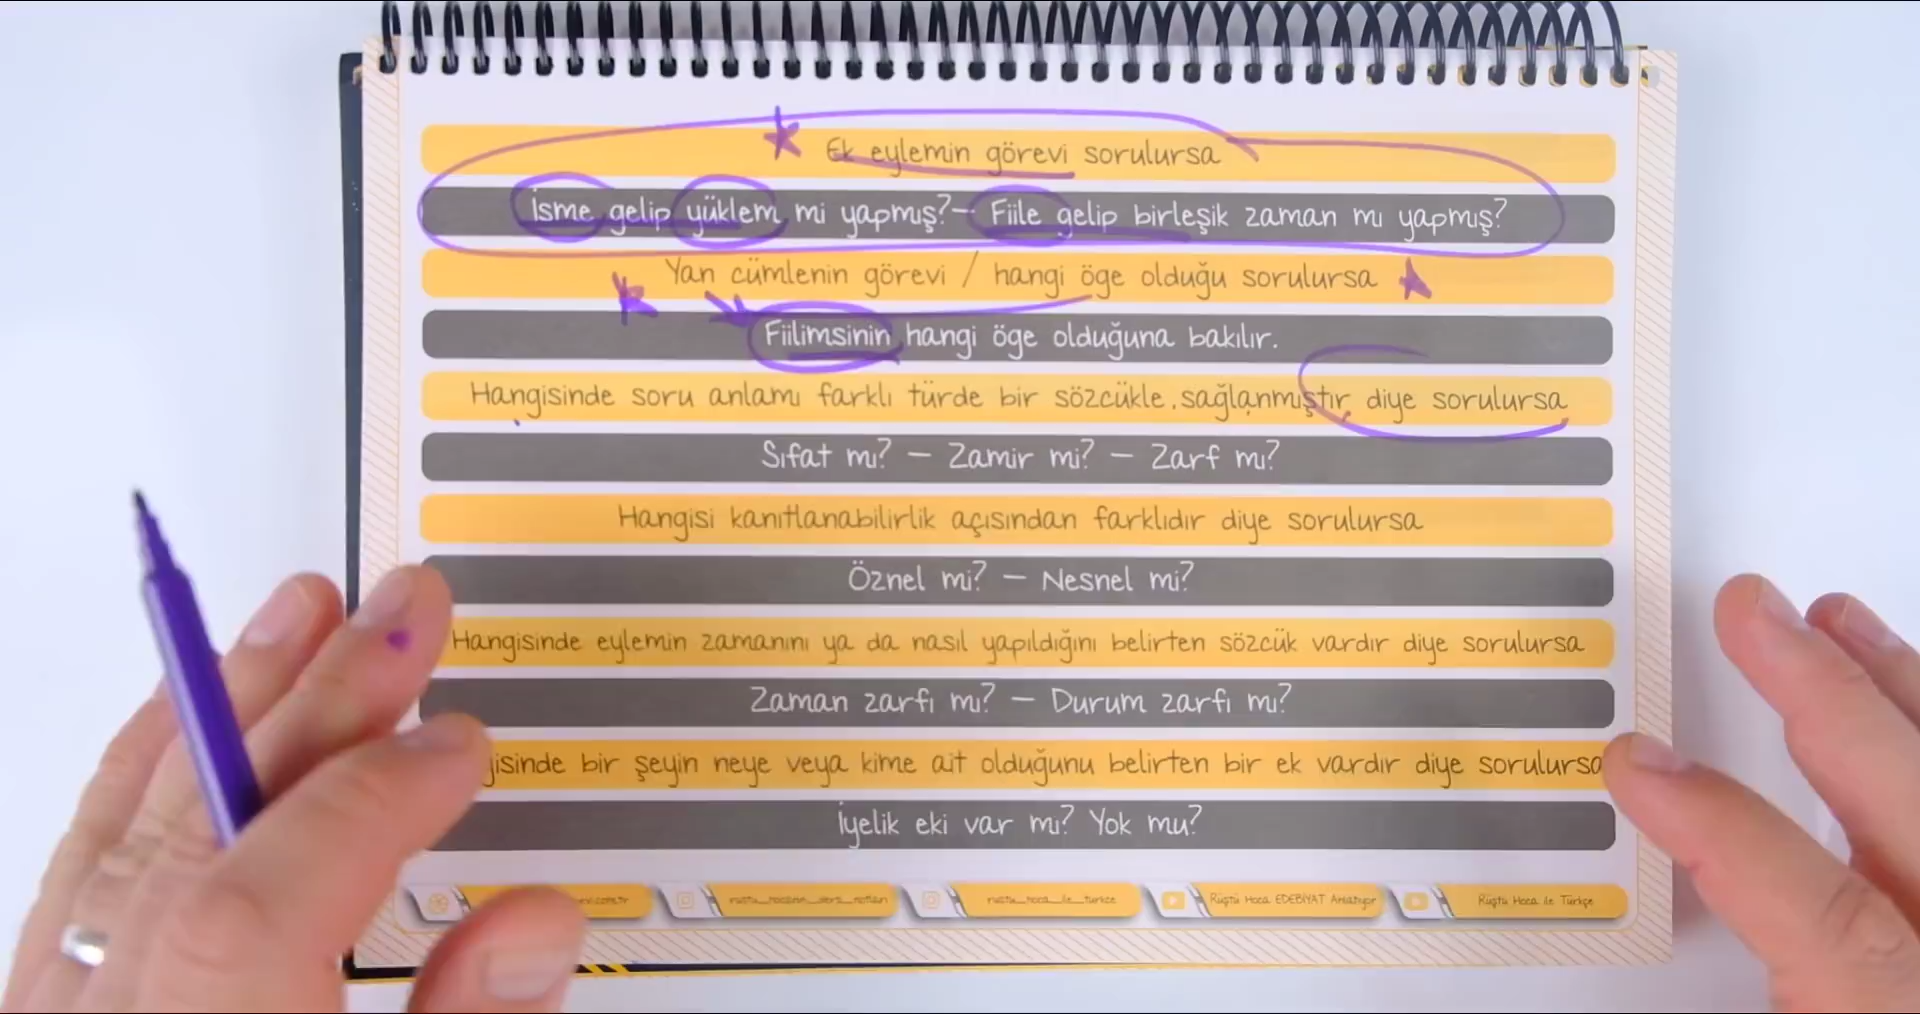 Ek eylemin görevi sorulursa
İsme gelip yüklem mi yapmış? — Fiile gelip birleşik zaman mı yapmış?
Yan cümlenin görevi / hangi öge olduğu sorulursa
Fiilimsinin hangi öge olduğuna bakılır.
Hangisinde soru anlamı farklı türde bir sözcükle sağlanmıştır diye sorulursa
Sıfat mı? — Zamir mi? — Zarf mı?
Hangisi kanıtlanabilirlik açısından farklıdır diye sorulursa
Öznel mi? — Nesnel mi?
Hangisinde eylemin zamanını ya da nasıl yapıldığını belirten sözcük vardır diye sorulursa
Zaman zarfı mı? — Durum zarfı mı?
bir şeyin neye veya kime ait olduğunu belirten bir ek vardır diye sorulursa
İyelik eki var mı? Yok mu?
rustu_hocanin_ders_notlari rustu_hoca_ile_turkce Rüştü Hoca EDEBİYAT Anlatıyor Rüştü Hoca ile Türkçe